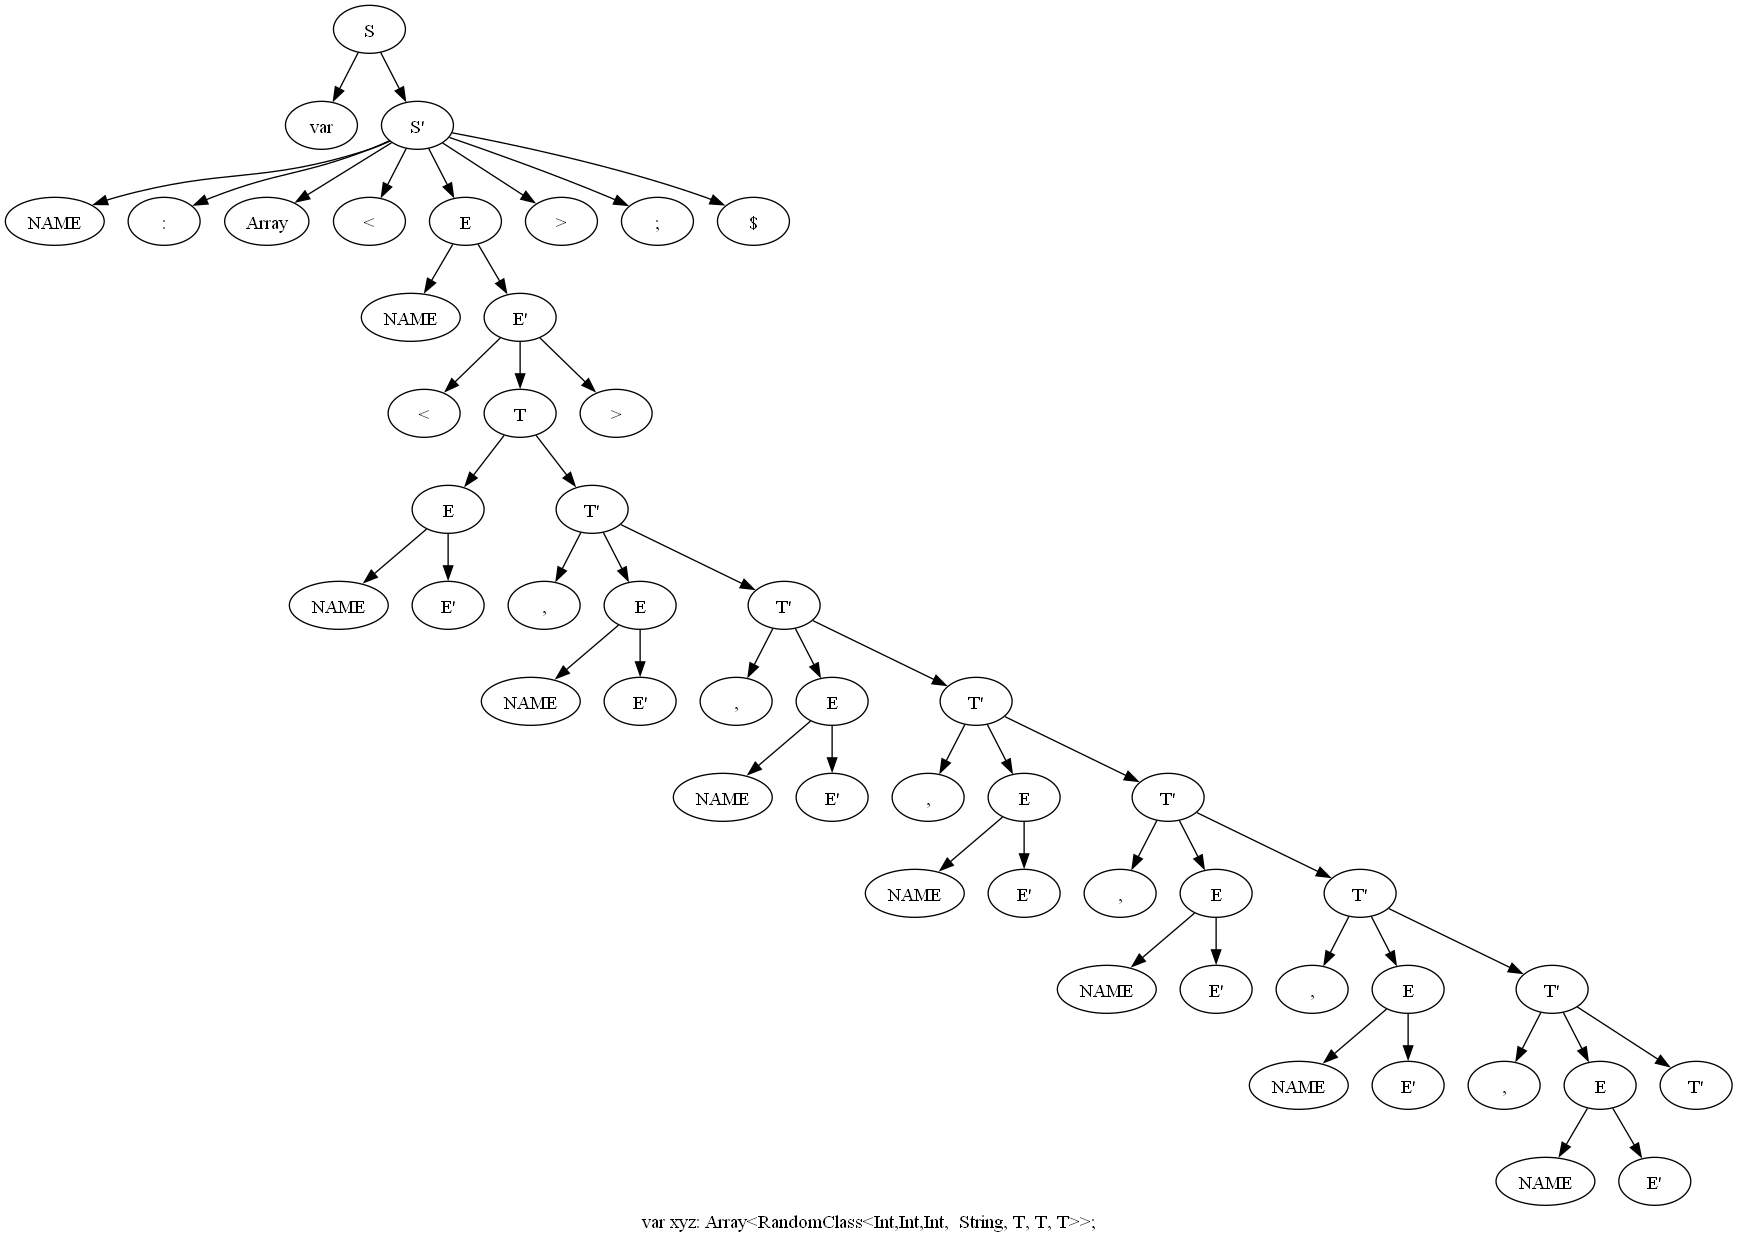 S
var S'
NAME : Array < E > ; $
NAME E'
< T >
E T'
NAME E' , E T'
NAME E' , E T'
NAME E' , E T'
NAME E' , E T'
NAME E' , E T'
NAME E' , E T'
NAME E'
var xyz: Array<RandomClass<Int,Int,Int,  String, T, T, T>>;